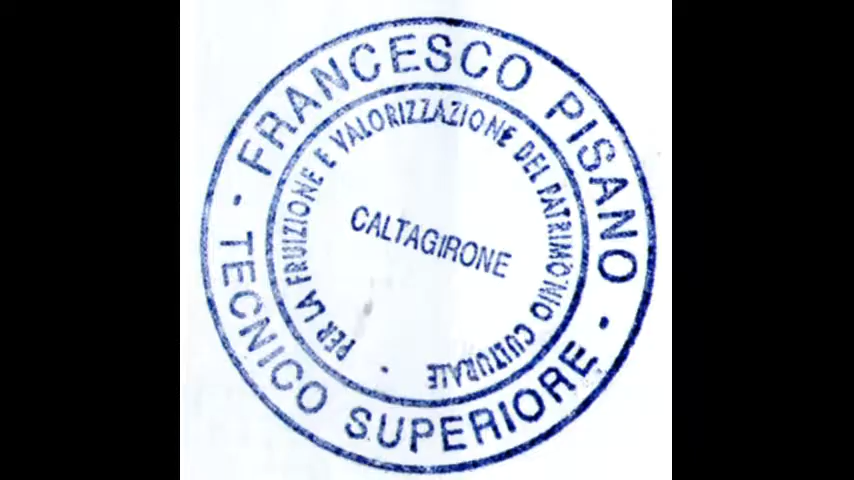 FRANCESCO PISANO
TECNICO SUPERIORE
PER LA FRUIZIONE E VALORIZZAZIONE DEL PATRIMONIO CULTURALE
CALTAGIRONE